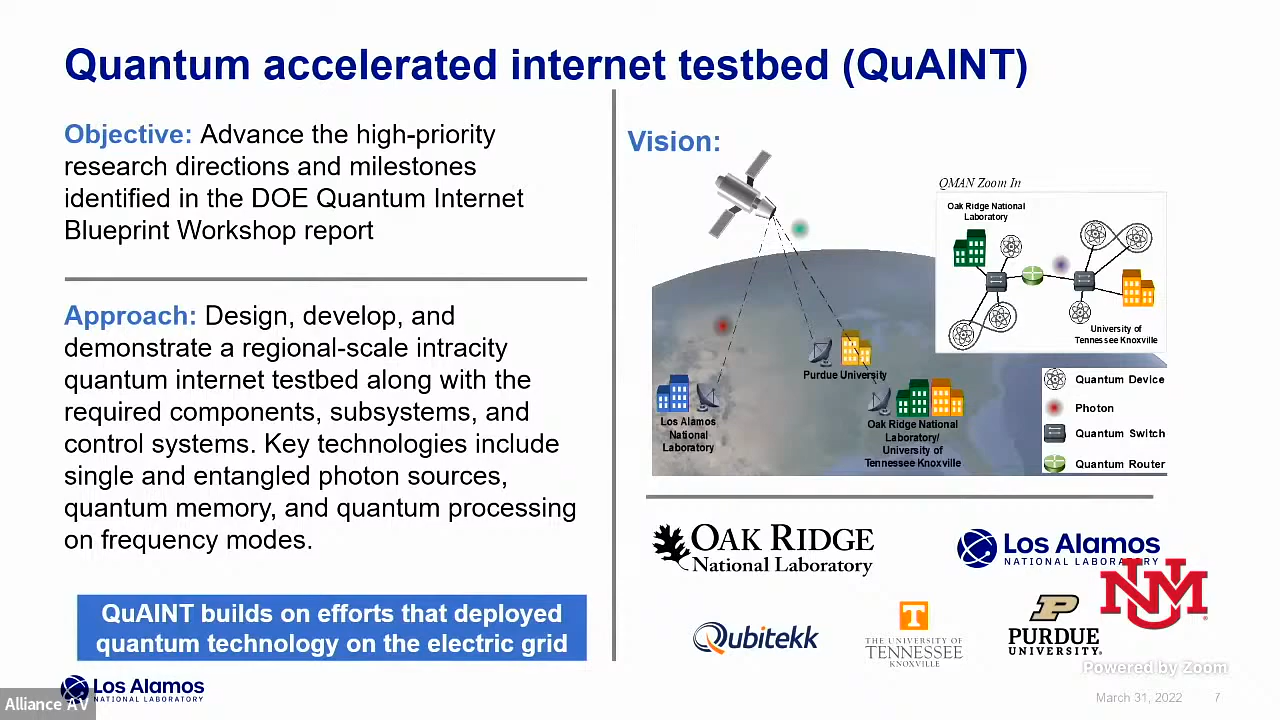 Quantum accelerated internet testbed (QuAINT)
Objective: Advance the high-priority
research directions and milestones
identified in the DOE Quantum Internet
Blueprint Workshop report
Approach: Design, develop, and
demonstrate a regional-scale intracity
quantum internet testbed along with the
required components, subsystems, and
control systems. Key technologies include
single and entangled photon sources,
quantum memory, and quantum processing
on frequency modes.
QuAINT builds on efforts that deployed
quantum technology on the electric grid
Vision:
QMAN Zoom In
Oak Ridge National
Laboratory
University of
Tennessee Knoxville
Purdue University
Los Alamos
National
Laboratory
Oak Ridge National
Laboratory/
University of
Tennessee Knoxville
Quantum Device
Photon
Quantum Switch
Quantum Router
OAK RIDGE
National Laboratory
Los Alamos
NATIONAL LABORATORY
UNM
Qubitekk
T
THE UNIVERSITY OF
TENNESSEE
KNOXVILLE
P
PURDUE
UNIVERSITY®
Powered by Zoom
Los Alamos
NATIONAL LABORATORY
Alliance AV
March 31, 2022
7